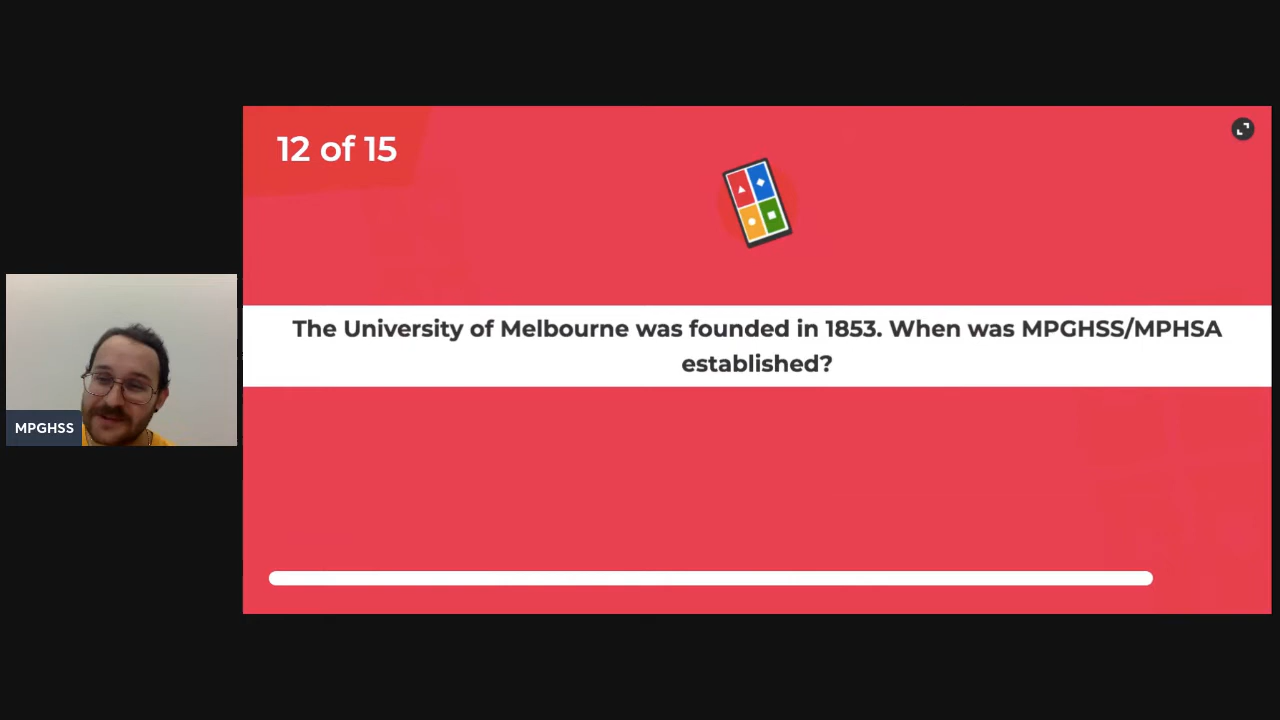 12 of 15
The University of Melbourne was founded in 1853. When was MPGHSS/MPHSA
established?
MPGHSS